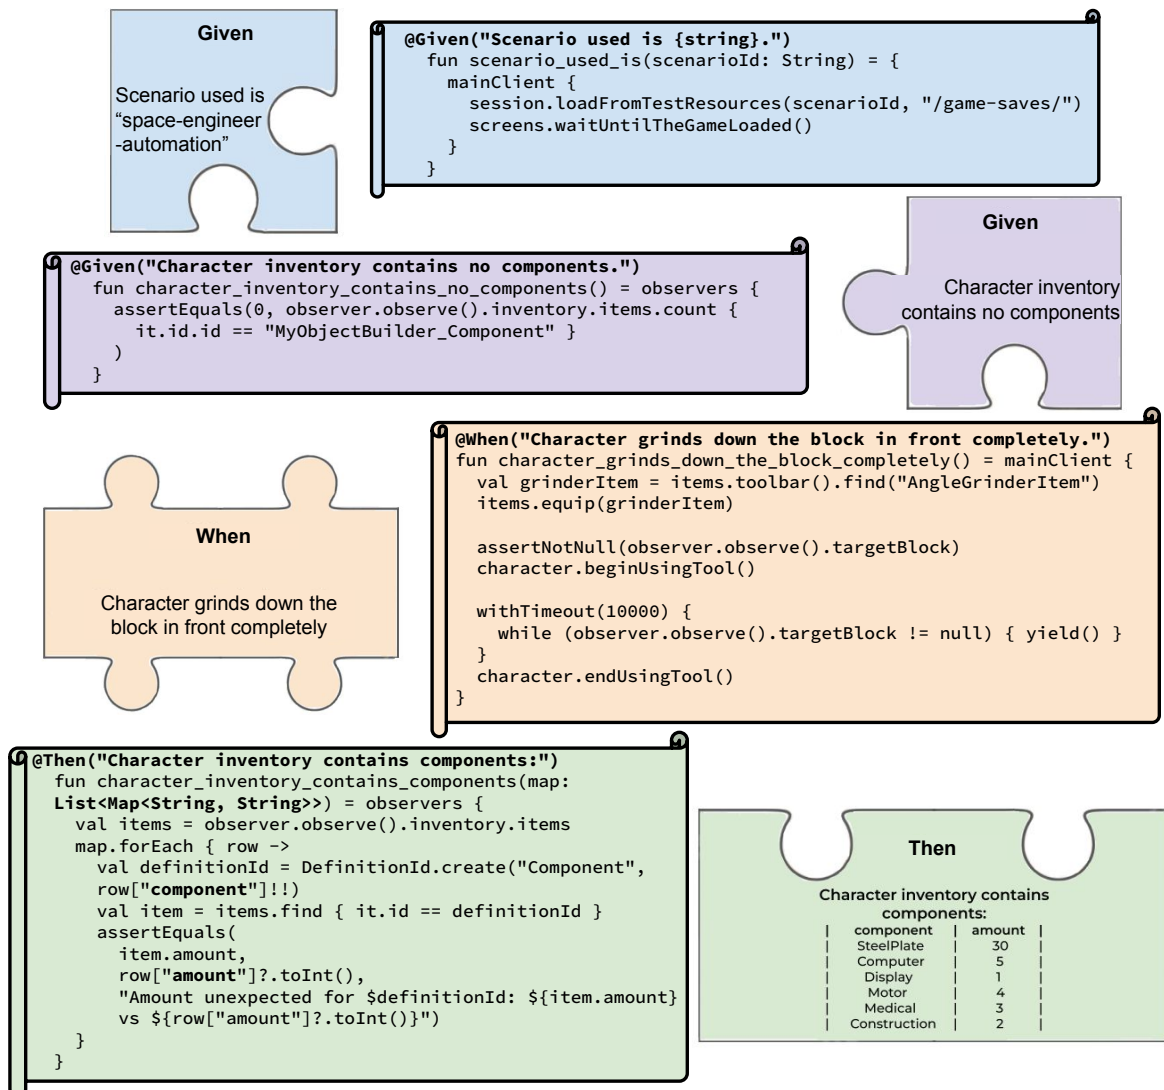 Given
Scenario used is
“space-engineer
-automation”
@Given("Scenario used is {string}.")
fun scenario_used_is(scenarioId: String) = {
mainClient {
session.loadFromTestResources(scenarioId, "/game-saves/")
screens.waitUntilTheGameLoaded()
}
}
@Given("Character inventory contains no components.")
fun character_inventory_contains_no_components() = observers {
assertEquals(0, observer.observe().inventory.items.count {
it.id.id == "MyObjectBuilder_Component" }
)
}
Given
Character inventory
contains no components
When
Character grinds down the
block in front completely
@When("Character grinds down the block in front completely.")
fun character_grinds_down_the_block_completely() = mainClient {
val grinderItem = items.toolbar().find("AngleGrinderItem")
items.equip(grinderItem)
assertNotNull(observer.observe().targetBlock)
character.beginUsingTool()
withTimeout(10000) {
while (observer.observe().targetBlock != null) { yield() }
}
character.endUsingTool()
}
@Then("Character inventory contains components:")
fun character_inventory_contains_components(map:
List<Map<String, String>>) = observers {
val items = observer.observe().inventory.items
map.forEach { row ->
val definitionId = DefinitionId.create("Component",
row["component"]!!)
val item = items.find { it.id == definitionId }
assertEquals(
item.amount,
row["amount"]?.toInt(),
"Amount unexpected for $definitionId: ${item.amount}
vs ${row["amount"]?.toInt()}")
}
}
Then
Character inventory contains
components:
| component | amount |
| SteelPlate | 30 |
| Computer | 5 |
| Display | 1 |
| Motor | 4 |
| Medical | 3 |
| Construction | 2 |